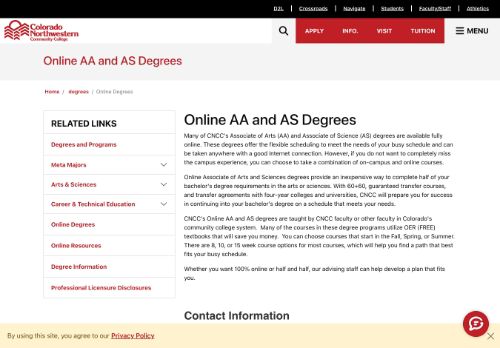 D2L | Crossroads | Navigate | Students | Faculty/Staff | Athletics
Colorado
Northwestern
Community College
APPLY INFO. VISIT TUITION MENU
Online AA and AS Degrees
Home / degrees / Online Degrees
RELATED LINKS
Degrees and Programs
Meta Majors
Arts & Sciences
Career & Technical Education
Online Degrees
Online Resources
Degree Information
Professional Licensure Disclosures
Online AA and AS Degrees
Many of CNCC's Associate of Arts (AA) and Associate of Science (AS) degrees are available fully
online. These degrees offer the flexible scheduling to meet the needs of your busy schedule and can
be taken anywhere with a good internet connection. However, if you do not want to completely miss
the campus experience, you can choose to take a combination of on-campus and online courses.
Online Associate of Arts and Sciences degrees provide an inexpensive way to complete half of your
bachelor's degree requirements in the arts or sciences. With 60+60, guaranteed transfer courses,
and transfer agreements with four-year colleges and universities, CNCC will prepare you for success
in continuing into your bachelor's degree on a schedule that meets your needs.
CNCC's Online AA and AS degrees are taught by CNCC faculty or other faculty in Colorado's
community college system. Many of the courses in these degree programs utilize OER (FREE)
textbooks that will save you money. You can choose courses that start in the Fall, Spring, or Summer.
There are 8, 10, or 15 week course options for most courses, which will help you find a path that best
fits your busy schedule.
Whether you want 100% online or half and half, our advising staff can help develop a plan that fits
you.
Contact Information
By using this site, you agree to our Privacy Policy